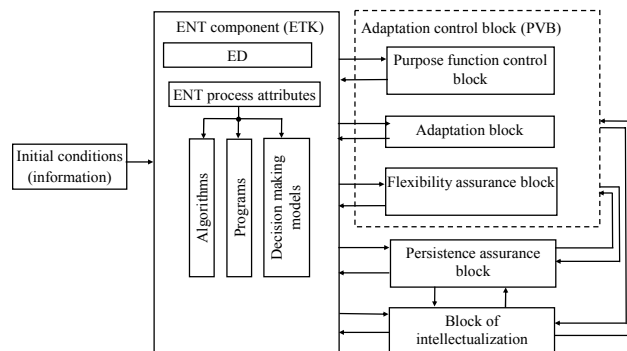 ENT component (ETK)
ED
ENT process attributes
Algorithms
Programs
Decision making
models
Initial conditions
(information)
Adaptation control block (PVB)
Purpose function control
block
Adaptation block
Flexibility assurance block
Persistence assurance
block
Block of
intellectualization